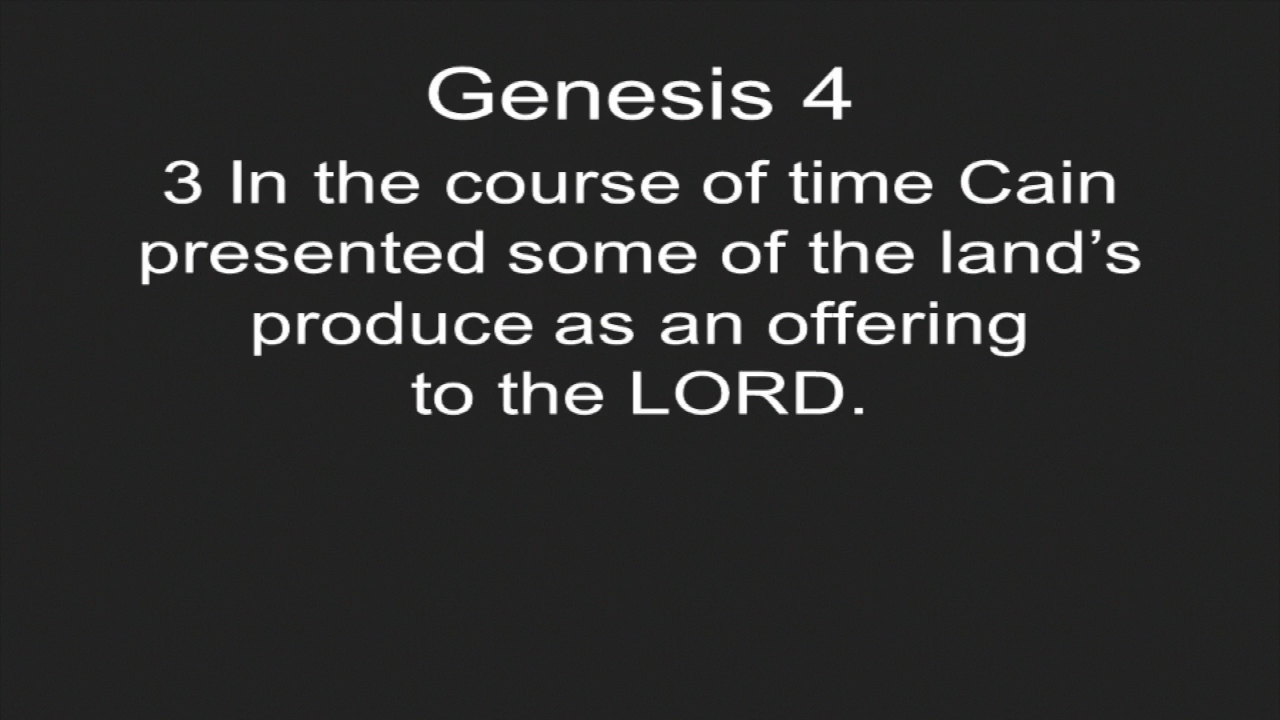 Genesis 4
3 In the course of time Cain
presented some of the land’s
produce as an offering
to the LORD.